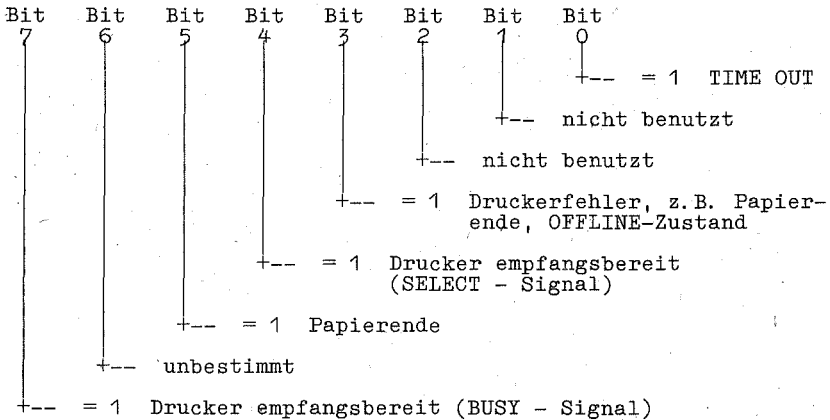 Bit Bit Bit Bit Bit Bit Bit Bit
7 6 5 4 3 2 1 0
+-- = 1 TIME OUT
+-- nicht benutzt
+-- nicht benutzt
+-- = 1 Druckerfehler, z.B. Papier-
ende, OFFLINE-Zustand
+-- = 1 Drucker empfangsbereit
(SELECT - Signal)
+-- = 1 Papierende
+-- unbestimmt
+-- = 1 Drucker empfangsbereit (BUSY - Signal)